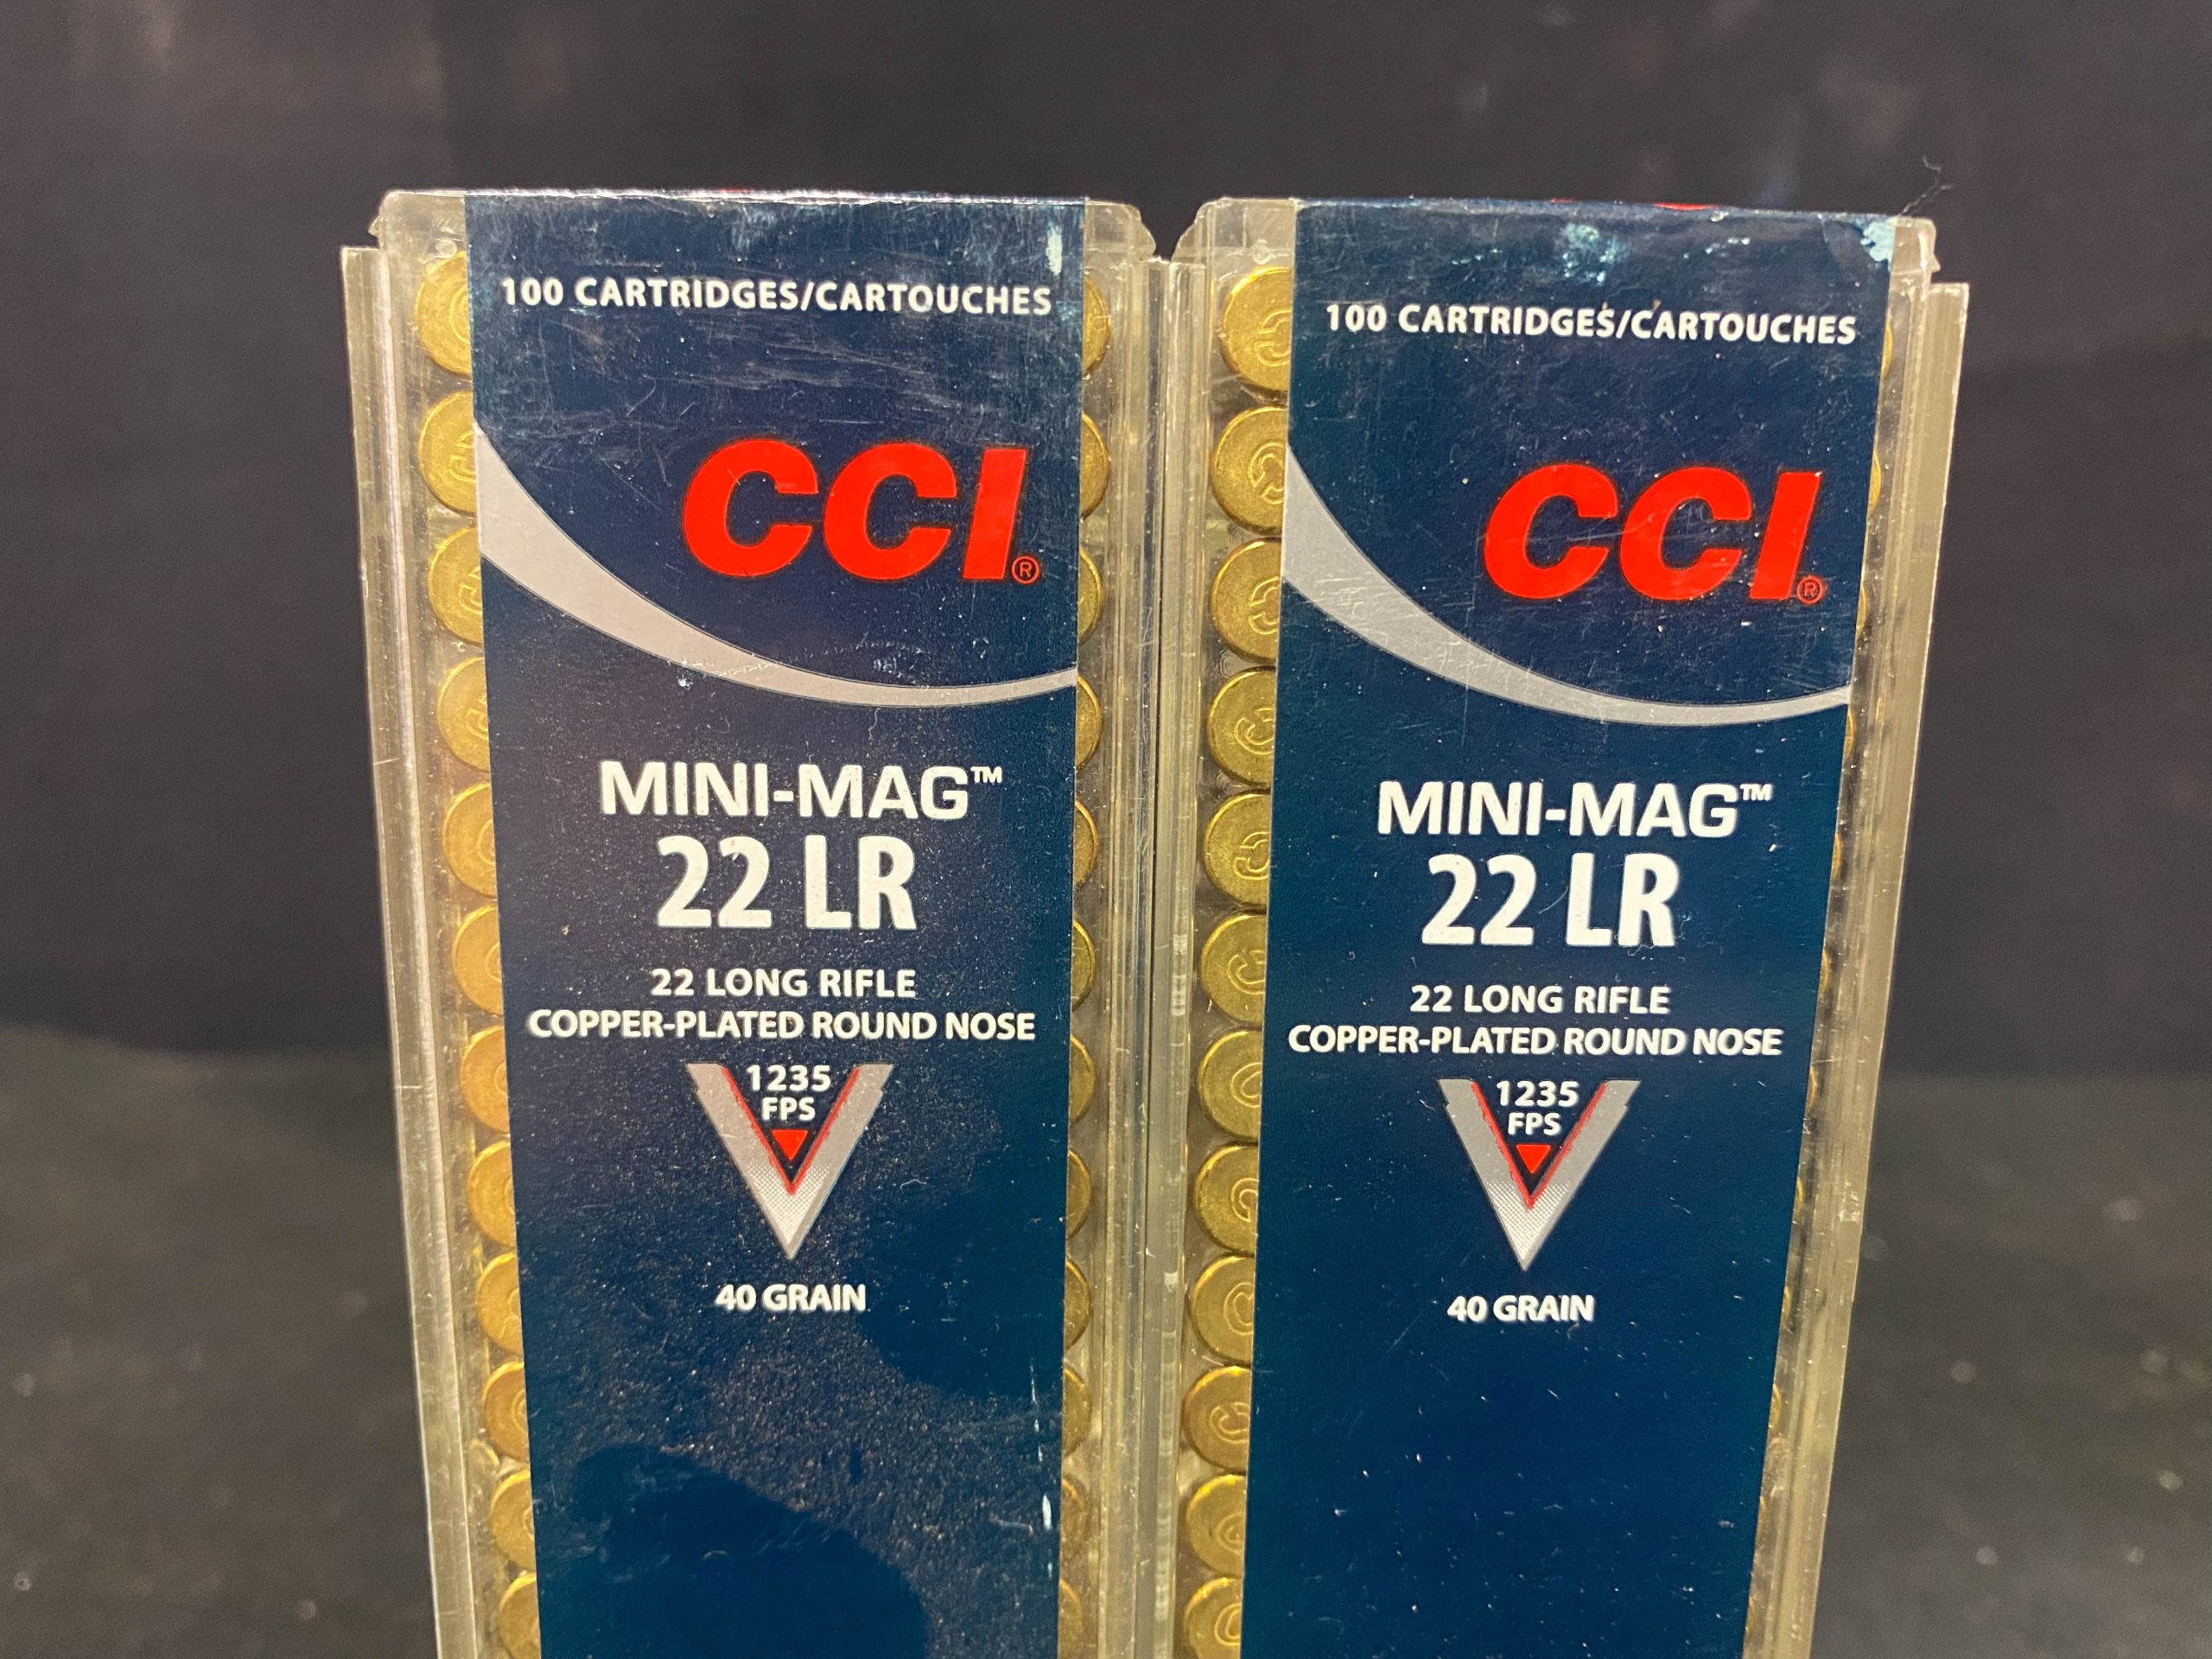 100 CARTRIDGES/CARTOUCHES
CCI®
MINI-MAG™
22 LR
22 LONG RIFLE
COPPER-PLATED ROUND NOSE
1235
FPS
40 GRAIN
100 CARTRIDGES/CARTOUCHES
CCI®
MINI-MAG™
22 LR
22 LONG RIFLE
COPPER-PLATED ROUND NOSE
1235
FPS
40 GRAIN